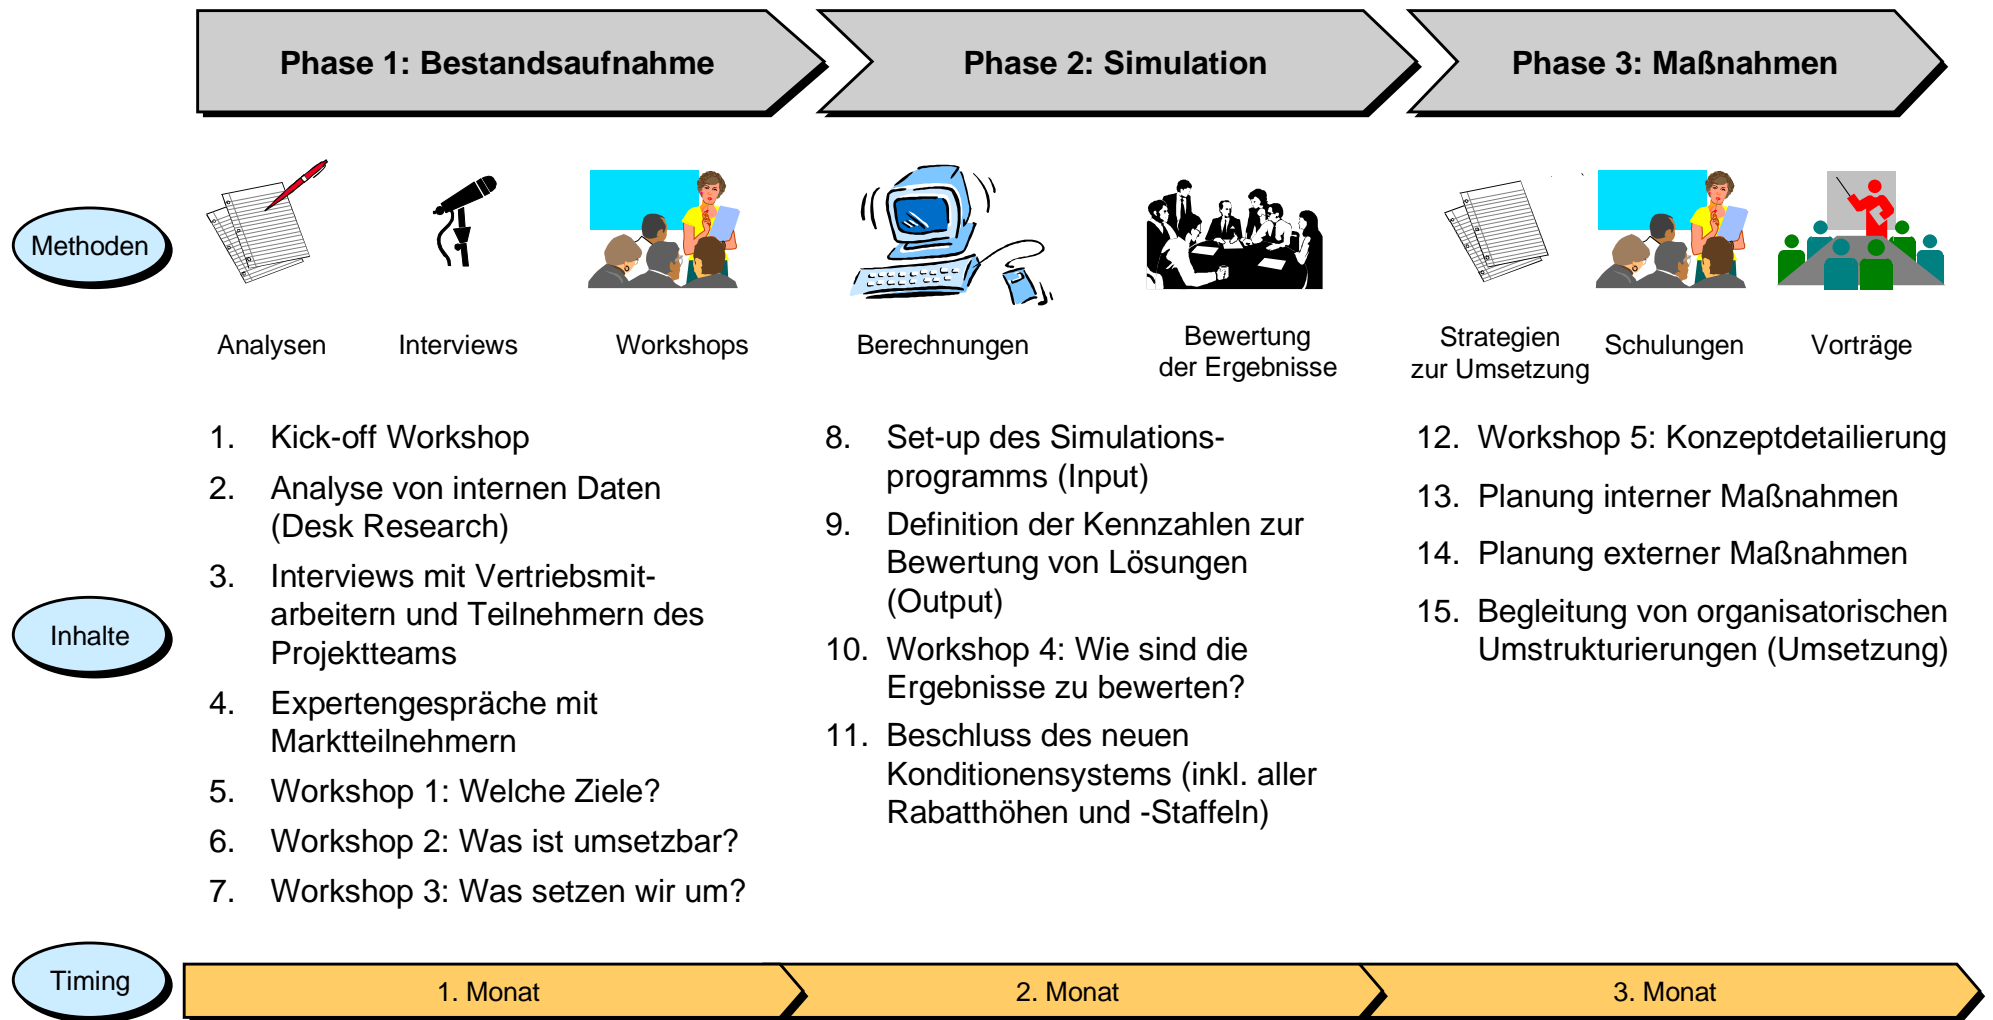 Phase 1: Bestandsaufnahme
Phase 2: Simulation
Phase 3: Maßnahmen
Methoden
Analysen
Interviews
Workshops
Berechnungen
Bewertung
der Ergebnisse
Strategien
zur Umsetzung
Schulungen
Vorträge
Inhalte
1. Kick-off Workshop
2. Analyse von internen Daten
(Desk Research)
3. Interviews mit Vertriebsmit-
arbeitern und Teilnehmern des
Projektteams
4. Expertengespräche mit
Marktteilnehmern
5. Workshop 1: Welche Ziele?
6. Workshop 2: Was ist umsetzbar?
7. Workshop 3: Was setzen wir um?
8. Set-up des Simulations-
programms (Input)
9. Definition der Kennzahlen zur
Bewertung von Lösungen
(Output)
10. Workshop 4: Wie sind die
Ergebnisse zu bewerten?
11. Beschluss des neuen
Konditionensystems (inkl. aller
Rabatthöhen und -Staffeln)
12. Workshop 5: Konzeptdetailierung
13. Planung interner Maßnahmen
14. Planung externer Maßnahmen
15. Begleitung von organisatorischen
Umstrukturierungen (Umsetzung)
Timing
1. Monat
2. Monat
3. Monat